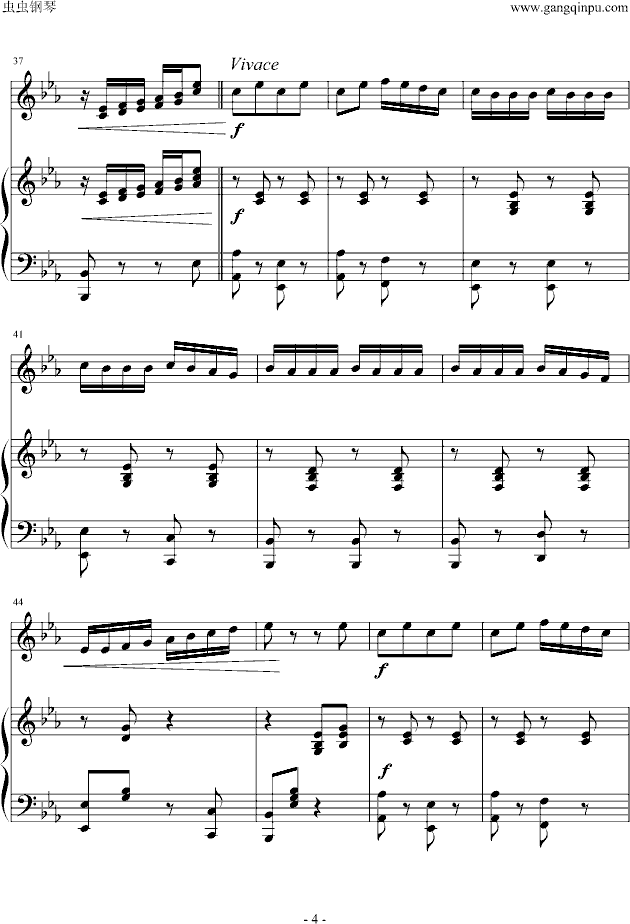 虫虫钢琴 www.gangqinpu.com
37
Vivace
f
f
41
44
f
f
- 4 -